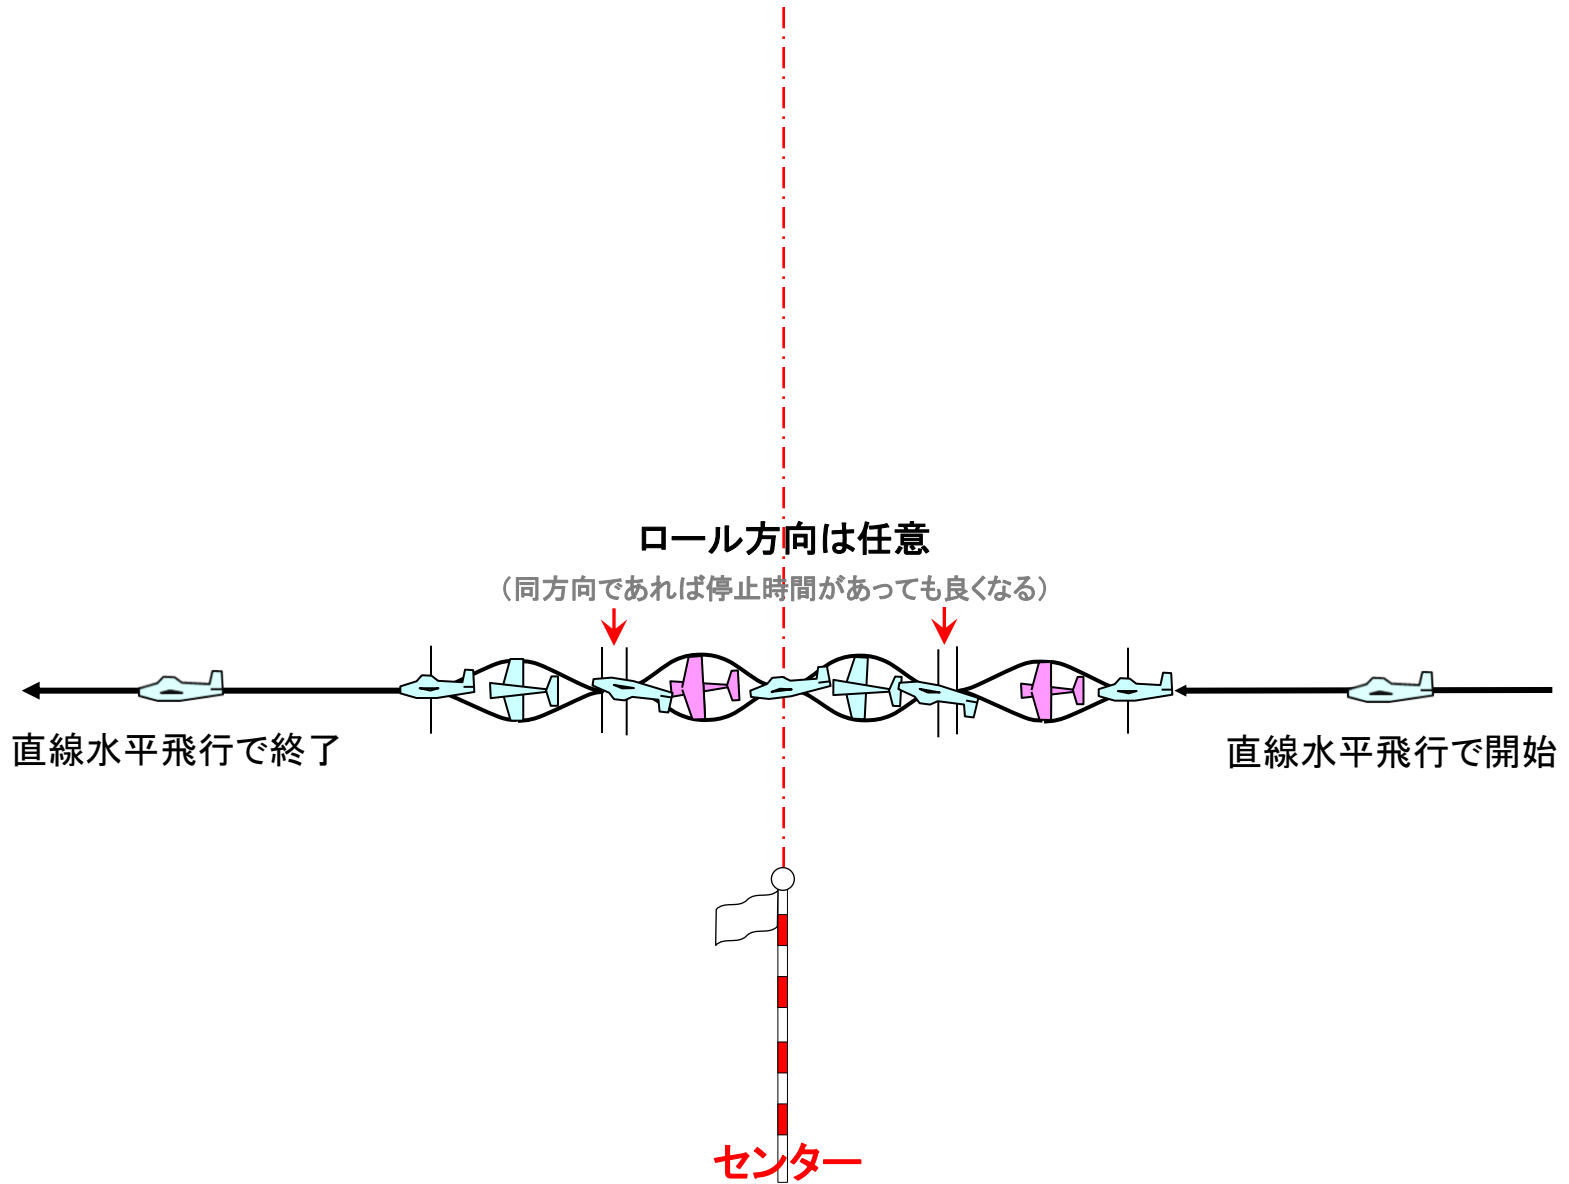 ロール方向は任意
（同方向であれば停止時間があっても良くなる）
直線水平飛行で終了
直線水平飛行で開始
センター